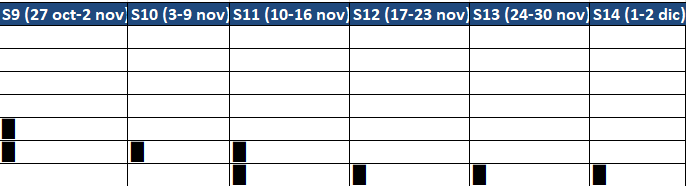 S9 (27 oct-2 nov) S10 (3-9 nov) S11 (10-16 nov) S12 (17-23 nov) S13 (24-30 nov) S14 (1-2 dic)
█
█ █ █
█ █ █ █